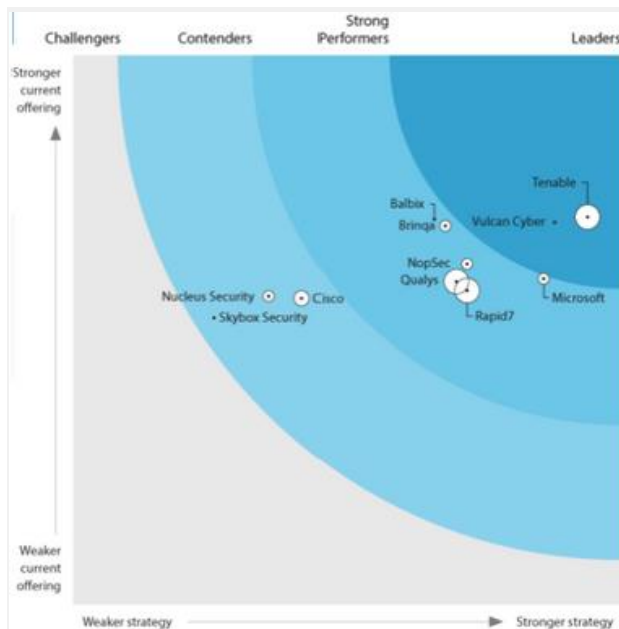 Challengers
Contenders
Strong
Performers
Leaders
Stronger
current
offering
Tenable
Balbix
Vulcan Cyber
Brinqa
NopSec
Qualys
Microsoft
Nucleus Security
Cisco
Rapid7
Skybox Security
Weaker
current
offering
Weaker strategy
Stronger strategy